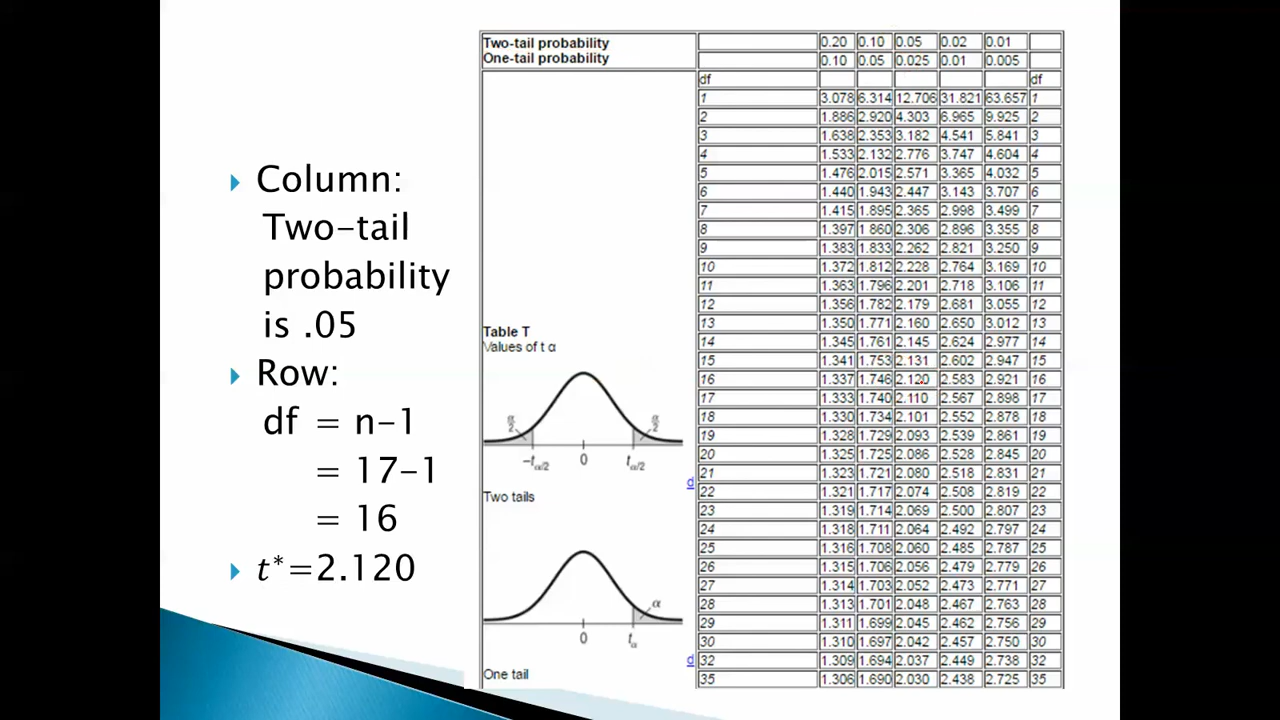 Column:
Two-tail
probability
is .05
Row:
df = n-1
= 17-1
= 16
t*=2.120
Two-tail probability 0.20 0.10 0.05 0.02 0.01
One-tail probability 0.10 0.05 0.025 0.01 0.005
df df
1 3.078 6.314 12.706 31.821 63.657 1
2 1.886 2.920 4.303 6.965 9.925 2
3 1.638 2.353 3.182 4.541 5.841 3
4 1.533 2.132 2.776 3.747 4.604 4
5 1.476 2.015 2.571 3.365 4.032 5
6 1.440 1.943 2.447 3.143 3.707 6
7 1.415 1.895 2.365 2.998 3.499 7
8 1.397 1 860 2.306 2.896 3.355 8
9 1.383 1.833 2.262 2.821 3.250 9
10 1.372 1.812 2.228 2.764 3.169 10
11 1.363 1.796 2.201 2.718 3.106 11
12 1.356 1.782 2.179 2.681 3.055 12
13 1.350 1.771 2.160 2.650 3.012 13
14 1.345 1.761 2.145 2.624 2.977 14
15 1.341 1.753 2.131 2.602 2.947 15
16 1.337 1.746 2.120 2.583 2.921 16
17 1.333 1.740 2.110 2.567 2.898 17
18 1.330 1.734 2.101 2.552 2.878 18
19 1.328 1.729 2.093 2.539 2.861 19
20 1.325 1.725 2.086 2.528 2.845 20
21 1.323 1.721 2.080 2.518 2.831 21
22 1.321 1.717 2.074 2.508 2.819 22
23 1.319 1.714 2.069 2.500 2.807 23
24 1.318 1.711 2.064 2.492 2.797 24
25 1.316 1.708 2.060 2.485 2.787 25
26 1.315 1.706 2.056 2.479 2.779 26
27 1.314 1.703 2.052 2.473 2.771 27
28 1.313 1.701 2.048 2.467 2.763 28
29 1.311 1.699 2.045 2.462 2.756 29
30 1.310 1.697 2.042 2.457 2.750 30
32 1.309 1.694 2.037 2.449 2.738 32
35 1.306 1.690 2.030 2.438 2.725 35
Table T
Values of t α
α/2 α/2
-tα/2 0 tα/2
d
Two tails
α
0 tα
d
One tail